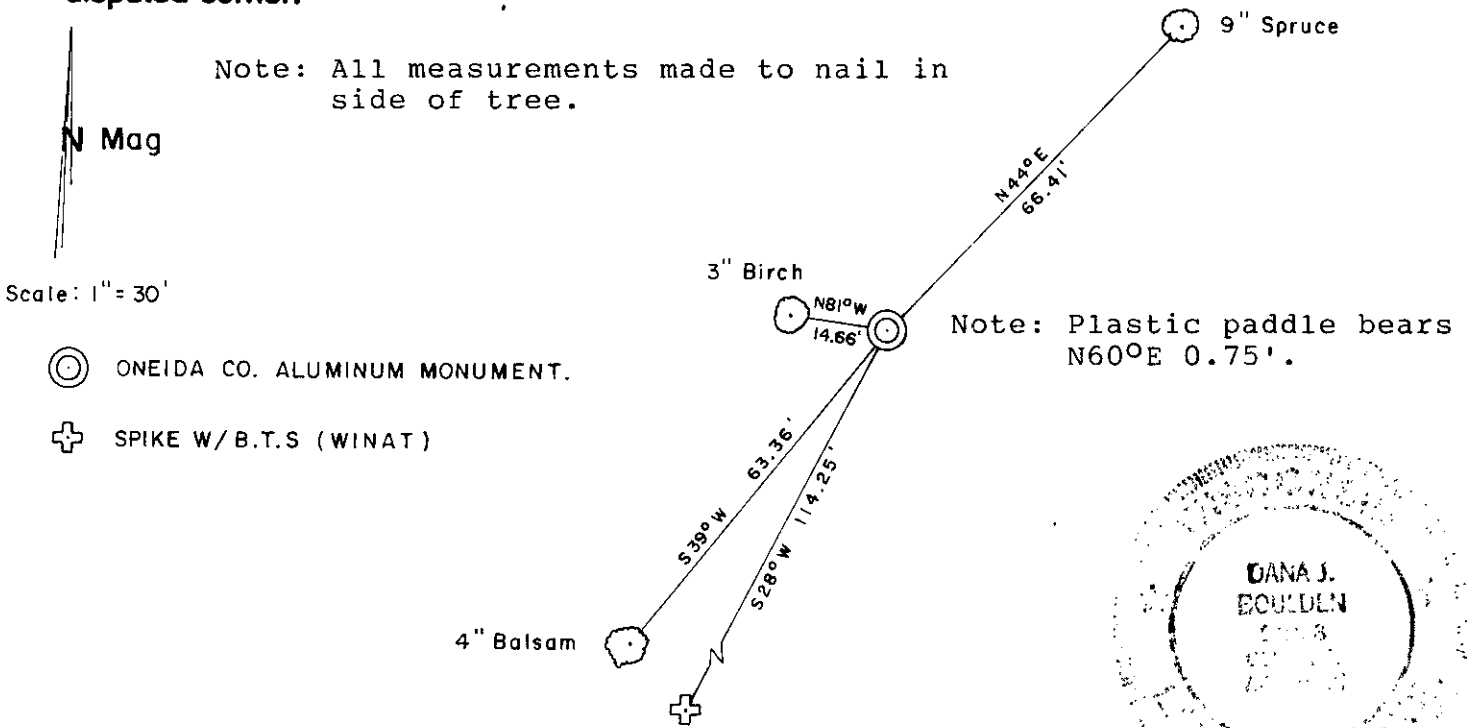 disputed corner.
9" Spruce
Note: All measurements made to nail in
side of tree.
N Mag
N44°E
66.41'
3" Birch
Scale: 1"=30'
N81°W
14.66'
Note: Plastic paddle bears
N60°E 0.75'.
ONEIDA CO. ALUMINUM MONUMENT.
SPIKE W/B.T.S (WINAT)
S39°W 63.36'
S28°W 114.25'
DANA J.
BOULDEN
4" Balsam